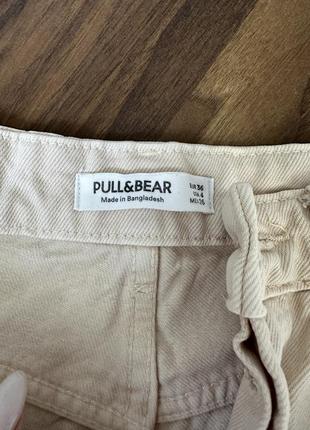 PULL&BEAR
Made in Bangladesh
EUR 36
USA 4
MEX 26